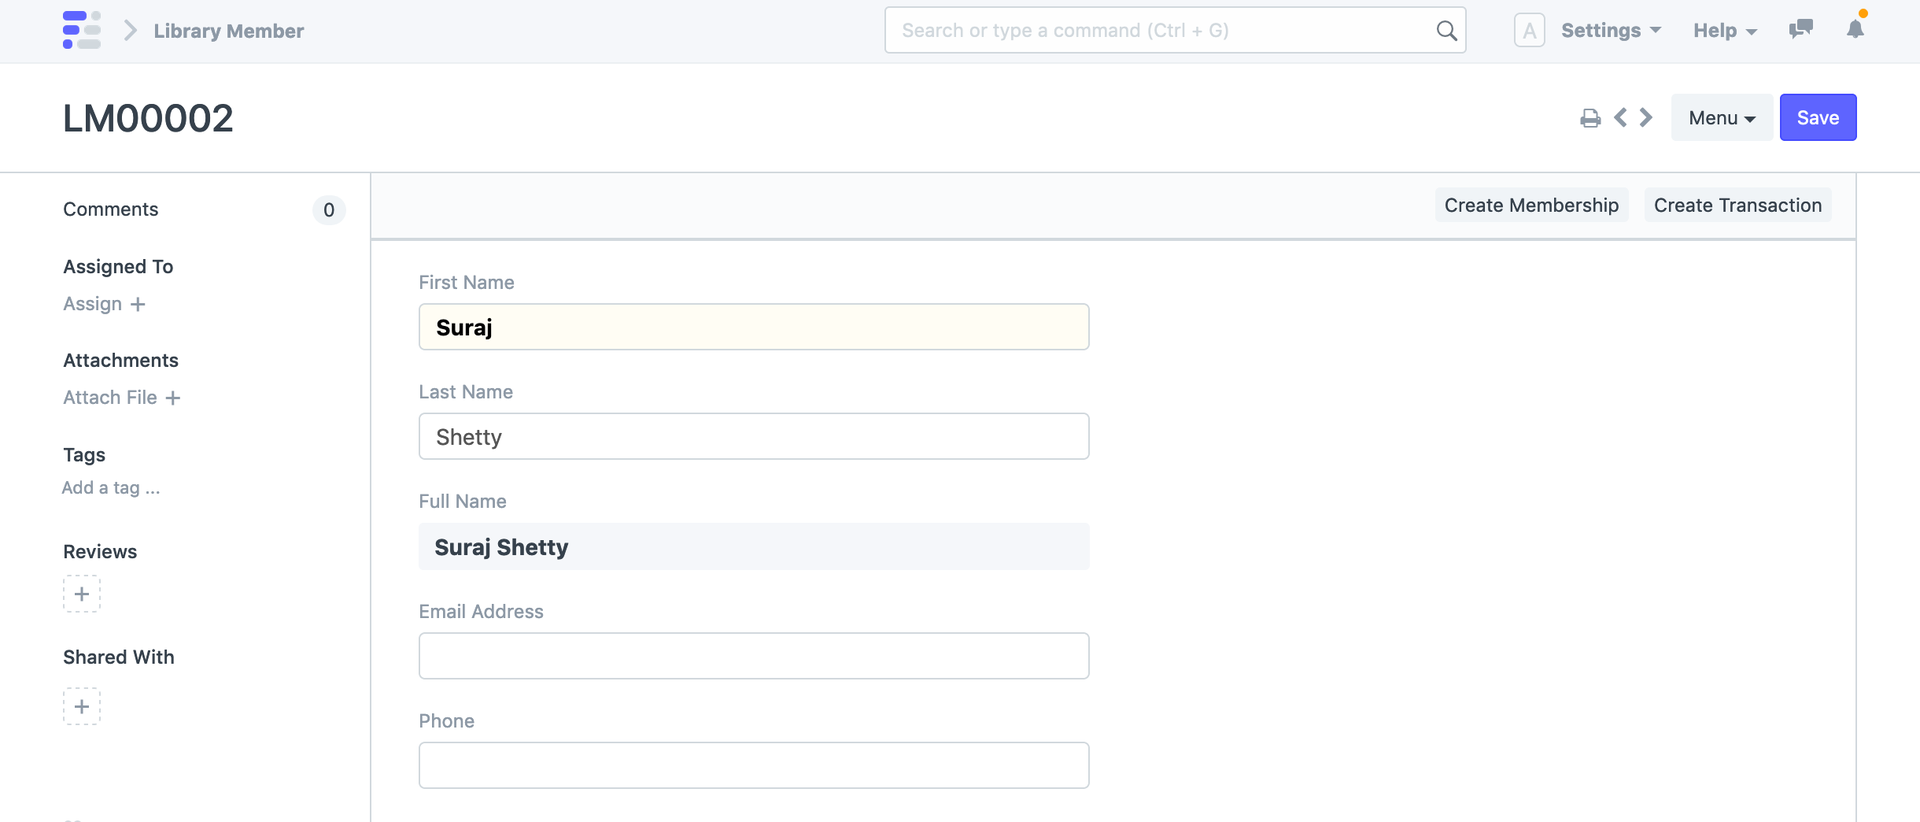 Library Member
Search or type a command (Ctrl + G)
A
Settings
Help
LM00002
Menu
Save
Comments
0
Assigned To
Assign +
Attachments
Attach File +
Tags
Add a tag ...
Reviews
+
Shared With
+
Create Membership
Create Transaction
First Name
Suraj
Last Name
Shetty
Full Name
Suraj Shetty
Email Address
Phone